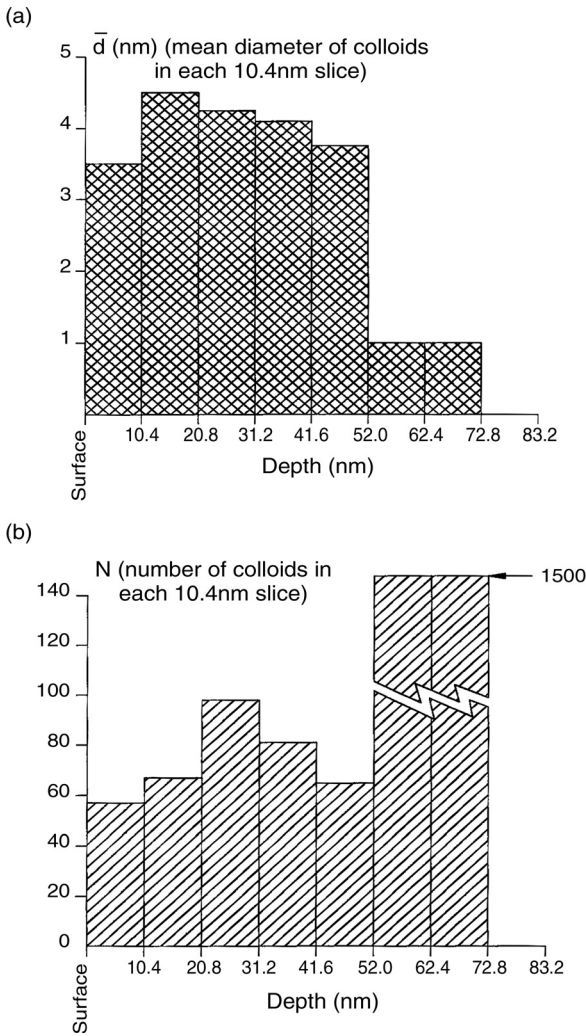 (a)
d̅ (nm) (mean diameter of colloids
in each 10.4nm slice)
5
4
3
2
1
Surface
10.4 20.8 31.2 41.6 52.0 62.4 72.8 83.2
Depth (nm)
(b)
N (number of colloids in
each 10.4nm slice)
1500
140
120
100
80
60
40
20
0
Surface
10.4 20.8 31.2 41.6 52.0 62.4 72.8 83.2
Depth (nm)